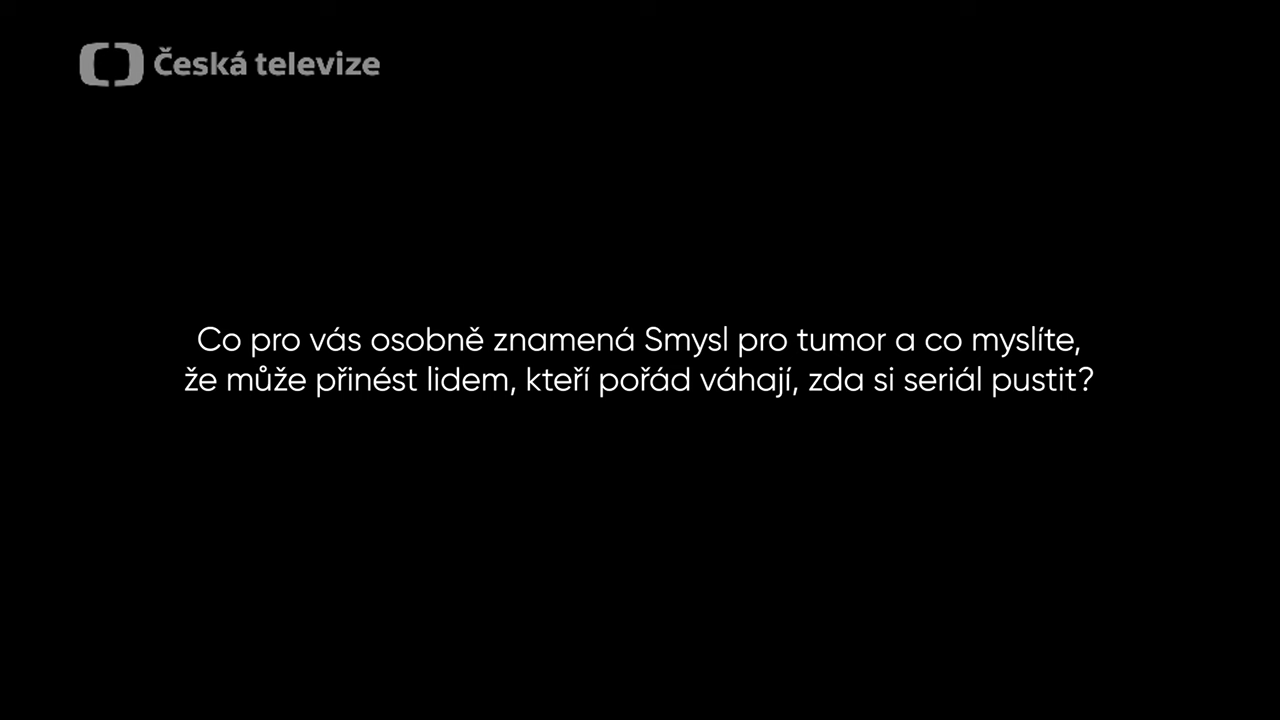 Česká televize
Co pro vás osobně znamená Smysl pro tumor a co myslíte,
že může přinést lidem, kteří pořád váhají, zda si seriál pustit?